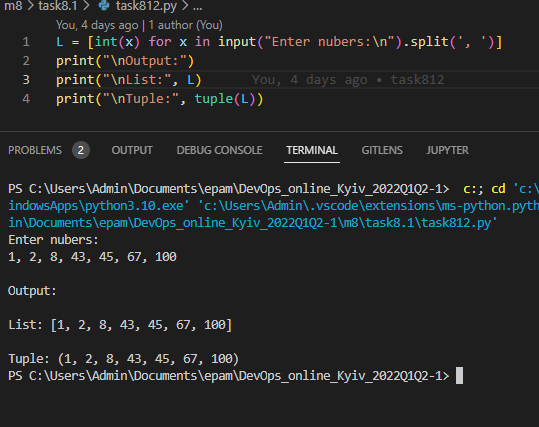 m8 > task8.1 > task812.py > ...
You, 4 days ago | 1 author (You)
1 L = [int(x) for x in input("Enter nubers:\n").split(', ')]
2 print("\nOutput:")
3 print("\nList:", L) You, 4 days ago • task812
4 print("\nTuple:", tuple(L))
PROBLEMS 2 OUTPUT DEBUG CONSOLE TERMINAL GITLENS JUPYTER
PS C:\Users\Admin\Documents\epam\DevOps_online_Kyiv_2022Q1Q2-1> c:; cd 'c:\
indowsApps\python3.10.exe' 'c:\Users\Admin\.vscode\extensions\ms-python.pyth
in\Documents\epam\DevOps_online_Kyiv_2022Q1Q2-1\m8\task8.1\task812.py'
Enter nubers:
1, 2, 8, 43, 45, 67, 100
Output:
List: [1, 2, 8, 43, 45, 67, 100]
Tuple: (1, 2, 8, 43, 45, 67, 100)
PS C:\Users\Admin\Documents\epam\DevOps_online_Kyiv_2022Q1Q2-1>